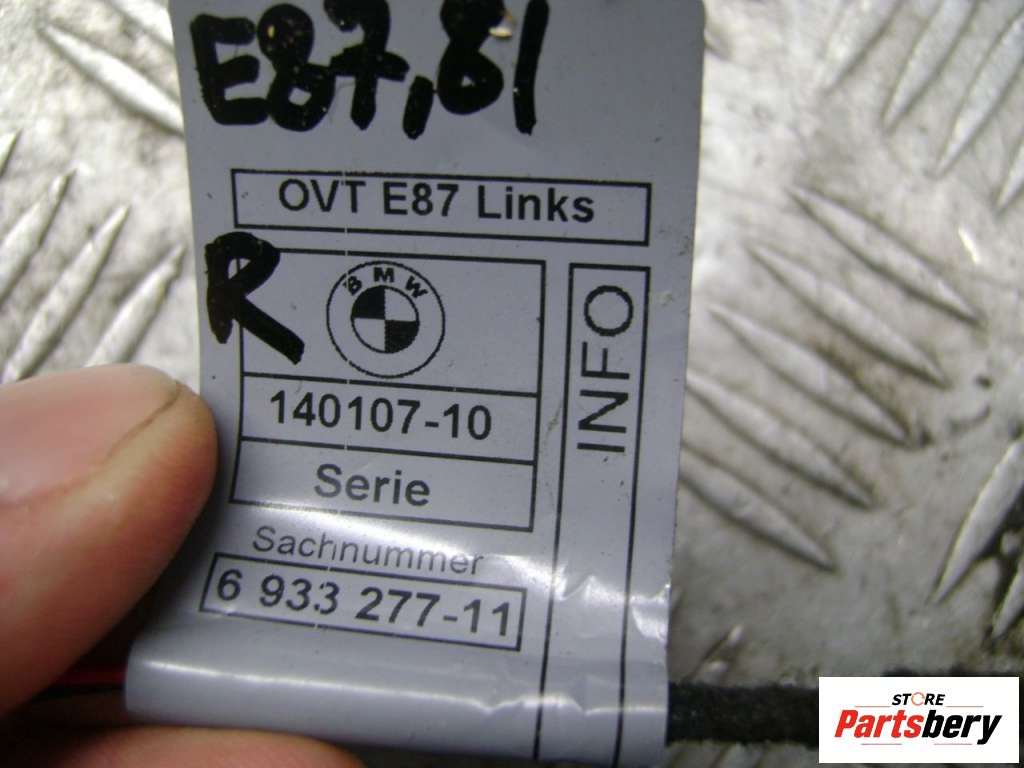 E87,81
OVT E87 Links
R
BMW
140107-10
Serie
INFO
Sachnummer
6 933 277-11
STORE
Partsbery